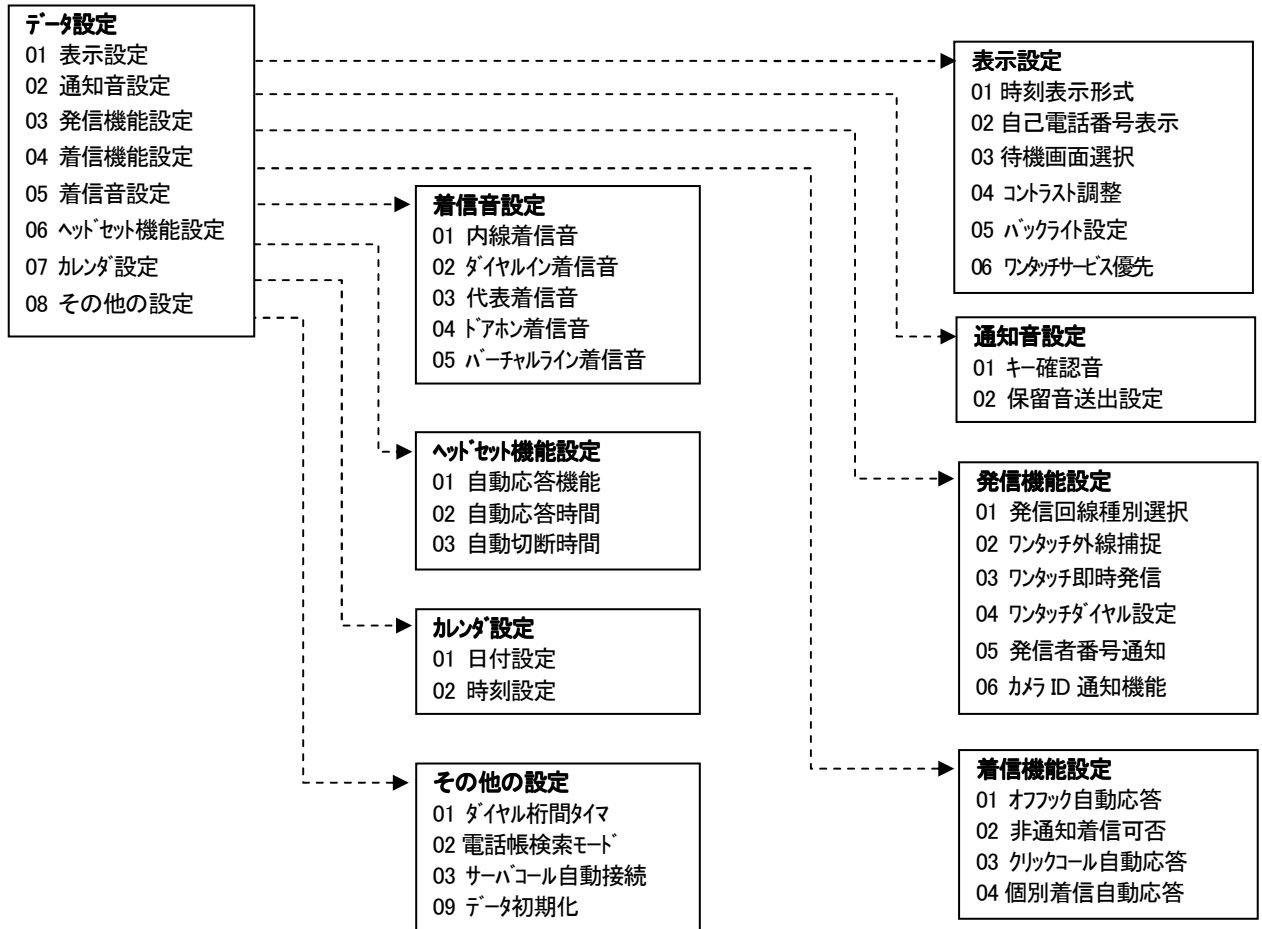 データ設定
01 表示設定
02 通知音設定
03 発信機能設定
04 着信機能設定
05 着信音設定
06 ﾍｯﾄﾞｾｯﾄ機能設定
07 ｶﾚﾝﾀﾞ設定
08 その他の設定
着信音設定
01 内線着信音
02 ﾀﾞｲﾔﾙｲﾝ着信音
03 代表着信音
04 ﾄﾞｱﾎﾝ着信音
05 ﾊﾞｰﾁｬﾙﾗｲﾝ着信音
ﾍｯﾄﾞｾｯﾄ機能設定
01 自動応答機能
02 自動応答時間
03 自動切断時間
ｶﾚﾝﾀﾞ設定
01 日付設定
02 時刻設定
その他の設定
01 ﾀﾞｲﾔﾙ桁間ﾀｲﾏ
02 電話帳検索ﾓｰﾄﾞ
03 ｻｰﾊﾞｺｰﾙ自動接続
09 ﾃﾞｰﾀ初期化
表示設定
01 時刻表示形式
02 自己電話番号表示
03 待機画面選択
04 ｺﾝﾄﾗｽﾄ調整
05 ﾊﾞｯｸﾗｲﾄ設定
06 ﾜﾝﾀｯﾁｻｰﾋﾞｽ優先
通知音設定
01 ｷｰ確認音
02 保留音送出設定
発信機能設定
01 発信回線種別選択
02 ﾜﾝﾀｯﾁ外線捕捉
03 ﾜﾝﾀｯﾁ即時発信
04 ﾜﾝﾀｯﾁﾀﾞｲﾔﾙ設定
05 発信者番号通知
06 ｶﾒﾗ ID 通知機能
着信機能設定
01 ｵﾌﾌｯｸ自動応答
02 非通知着信可否
03 ｸﾘｯｸｺｰﾙ自動応答
04 個別着信自動応答